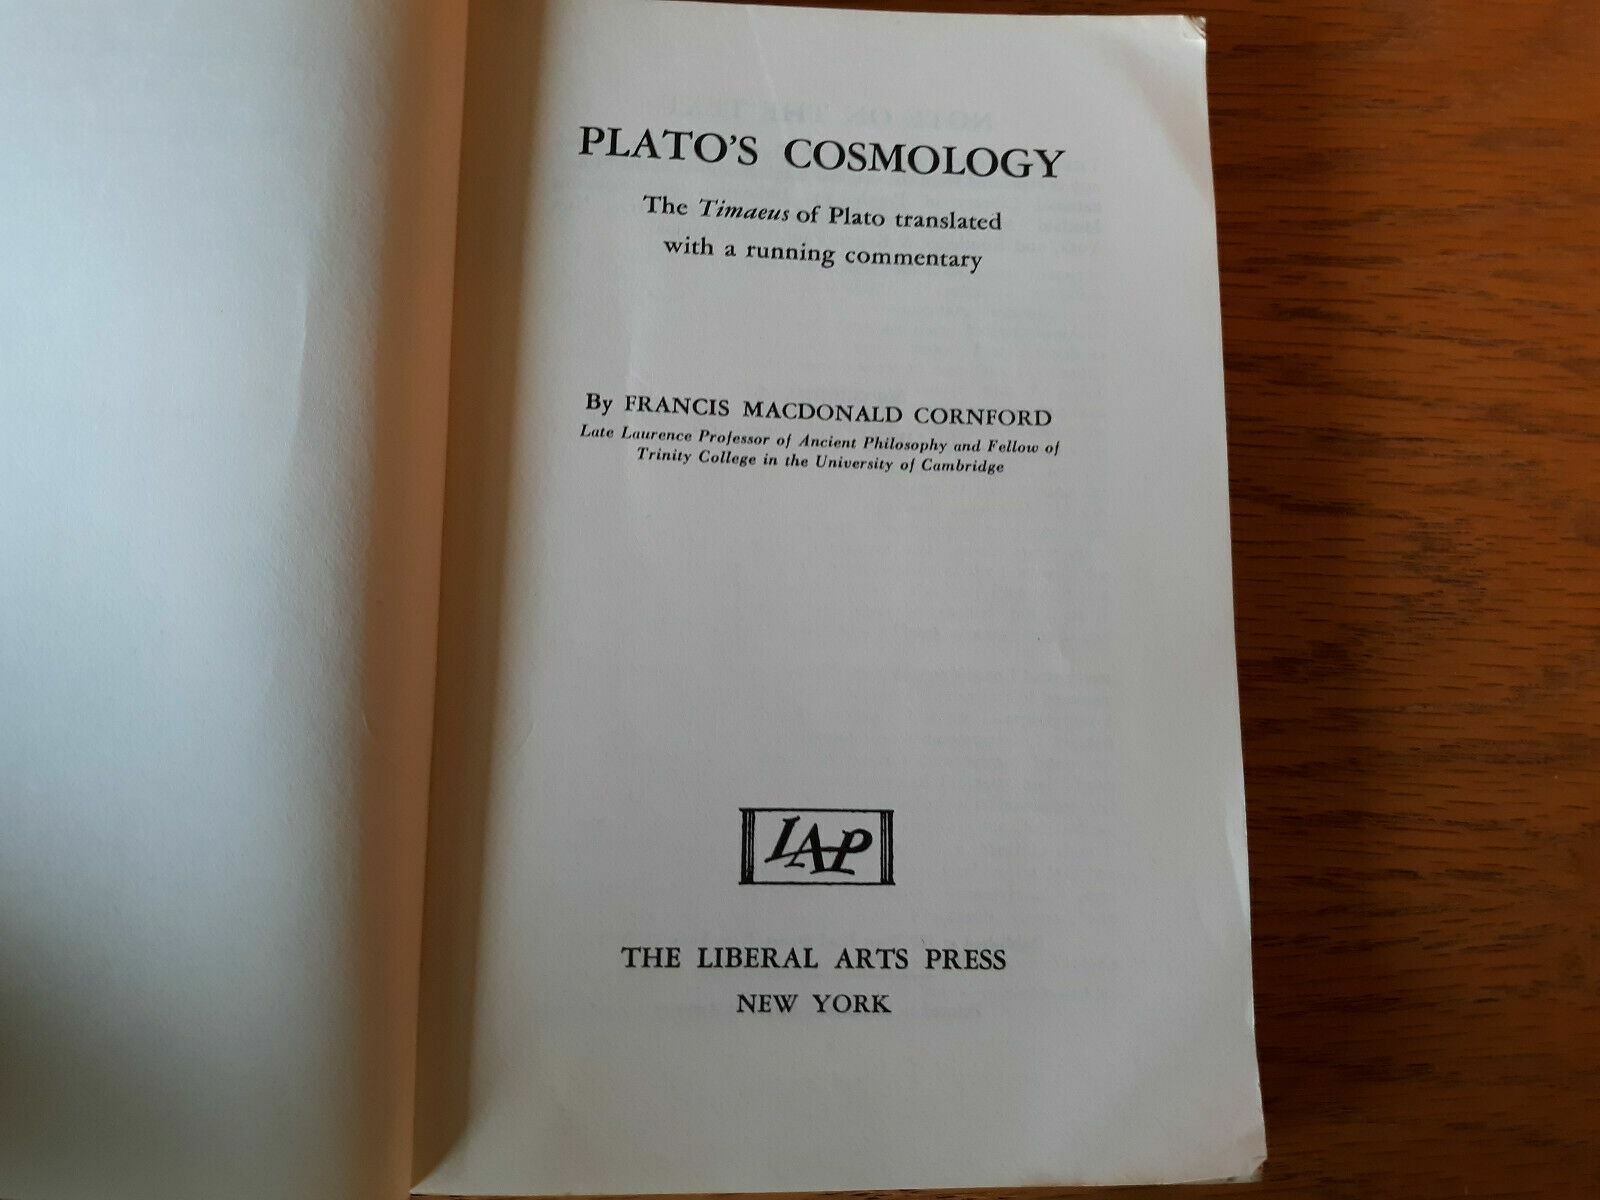 PLATO'S COSMOLOGY
The Timaeus of Plato translated
with a running commentary
By FRANCIS MACDONALD CORNFORD
Late Laurence Professor of Ancient Philosophy and Fellow of
Trinity College in the University of Cambridge
LAP
THE LIBERAL ARTS PRESS
NEW YORK